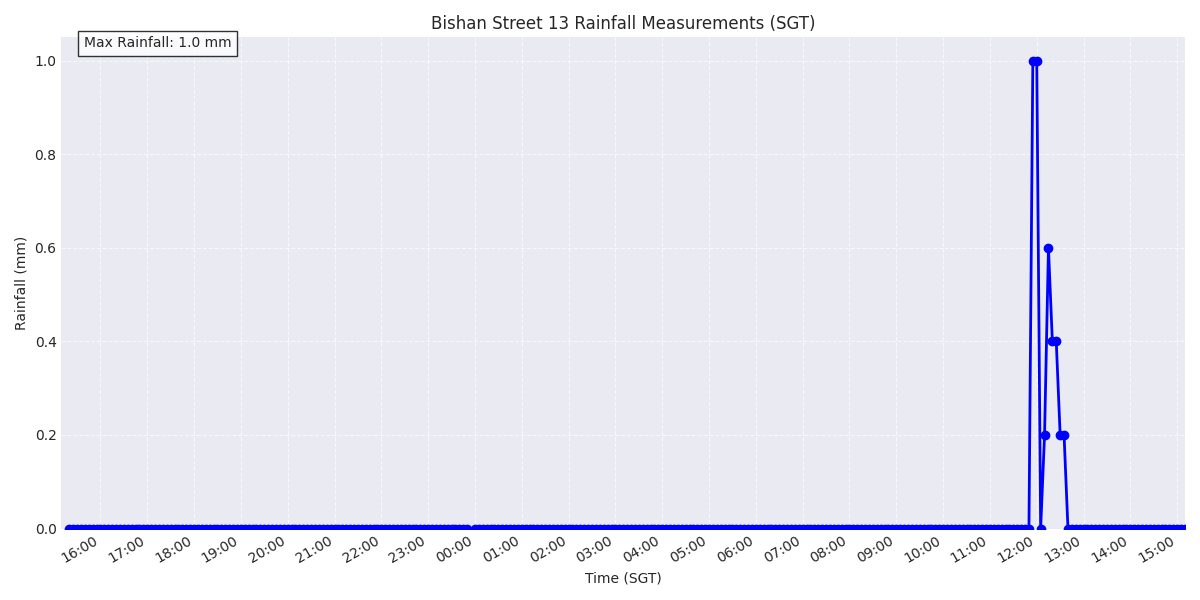 Bishan Street 13 Rainfall Measurements (SGT)
Max Rainfall: 1.0 mm
Rainfall (mm)
1.0
0.8
0.6
0.4
0.2
0.0
16:00 17:00 18:00 19:00 20:00 21:00 22:00 23:00 00:00 01:00 02:00 03:00 04:00 05:00 06:00 07:00 08:00 09:00 10:00 11:00 12:00 13:00 14:00 15:00
Time (SGT)